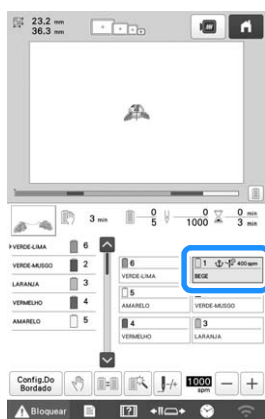 23.2 mm
36.3 mm
3 min
0
5
0
1000
0 min
3 min
VERDE-LIMA 6
VERDE-MUSGO 2
LARANJA 3
VERMELHO 4
AMARELO 5
6
VERDE-LIMA
1 400 spm
BEGE
5
AMARELO
VERDE-MUSGO
4
VERMELHO
3
LARANJA
Config.Do
Bordado
1000
spm
Bloquear